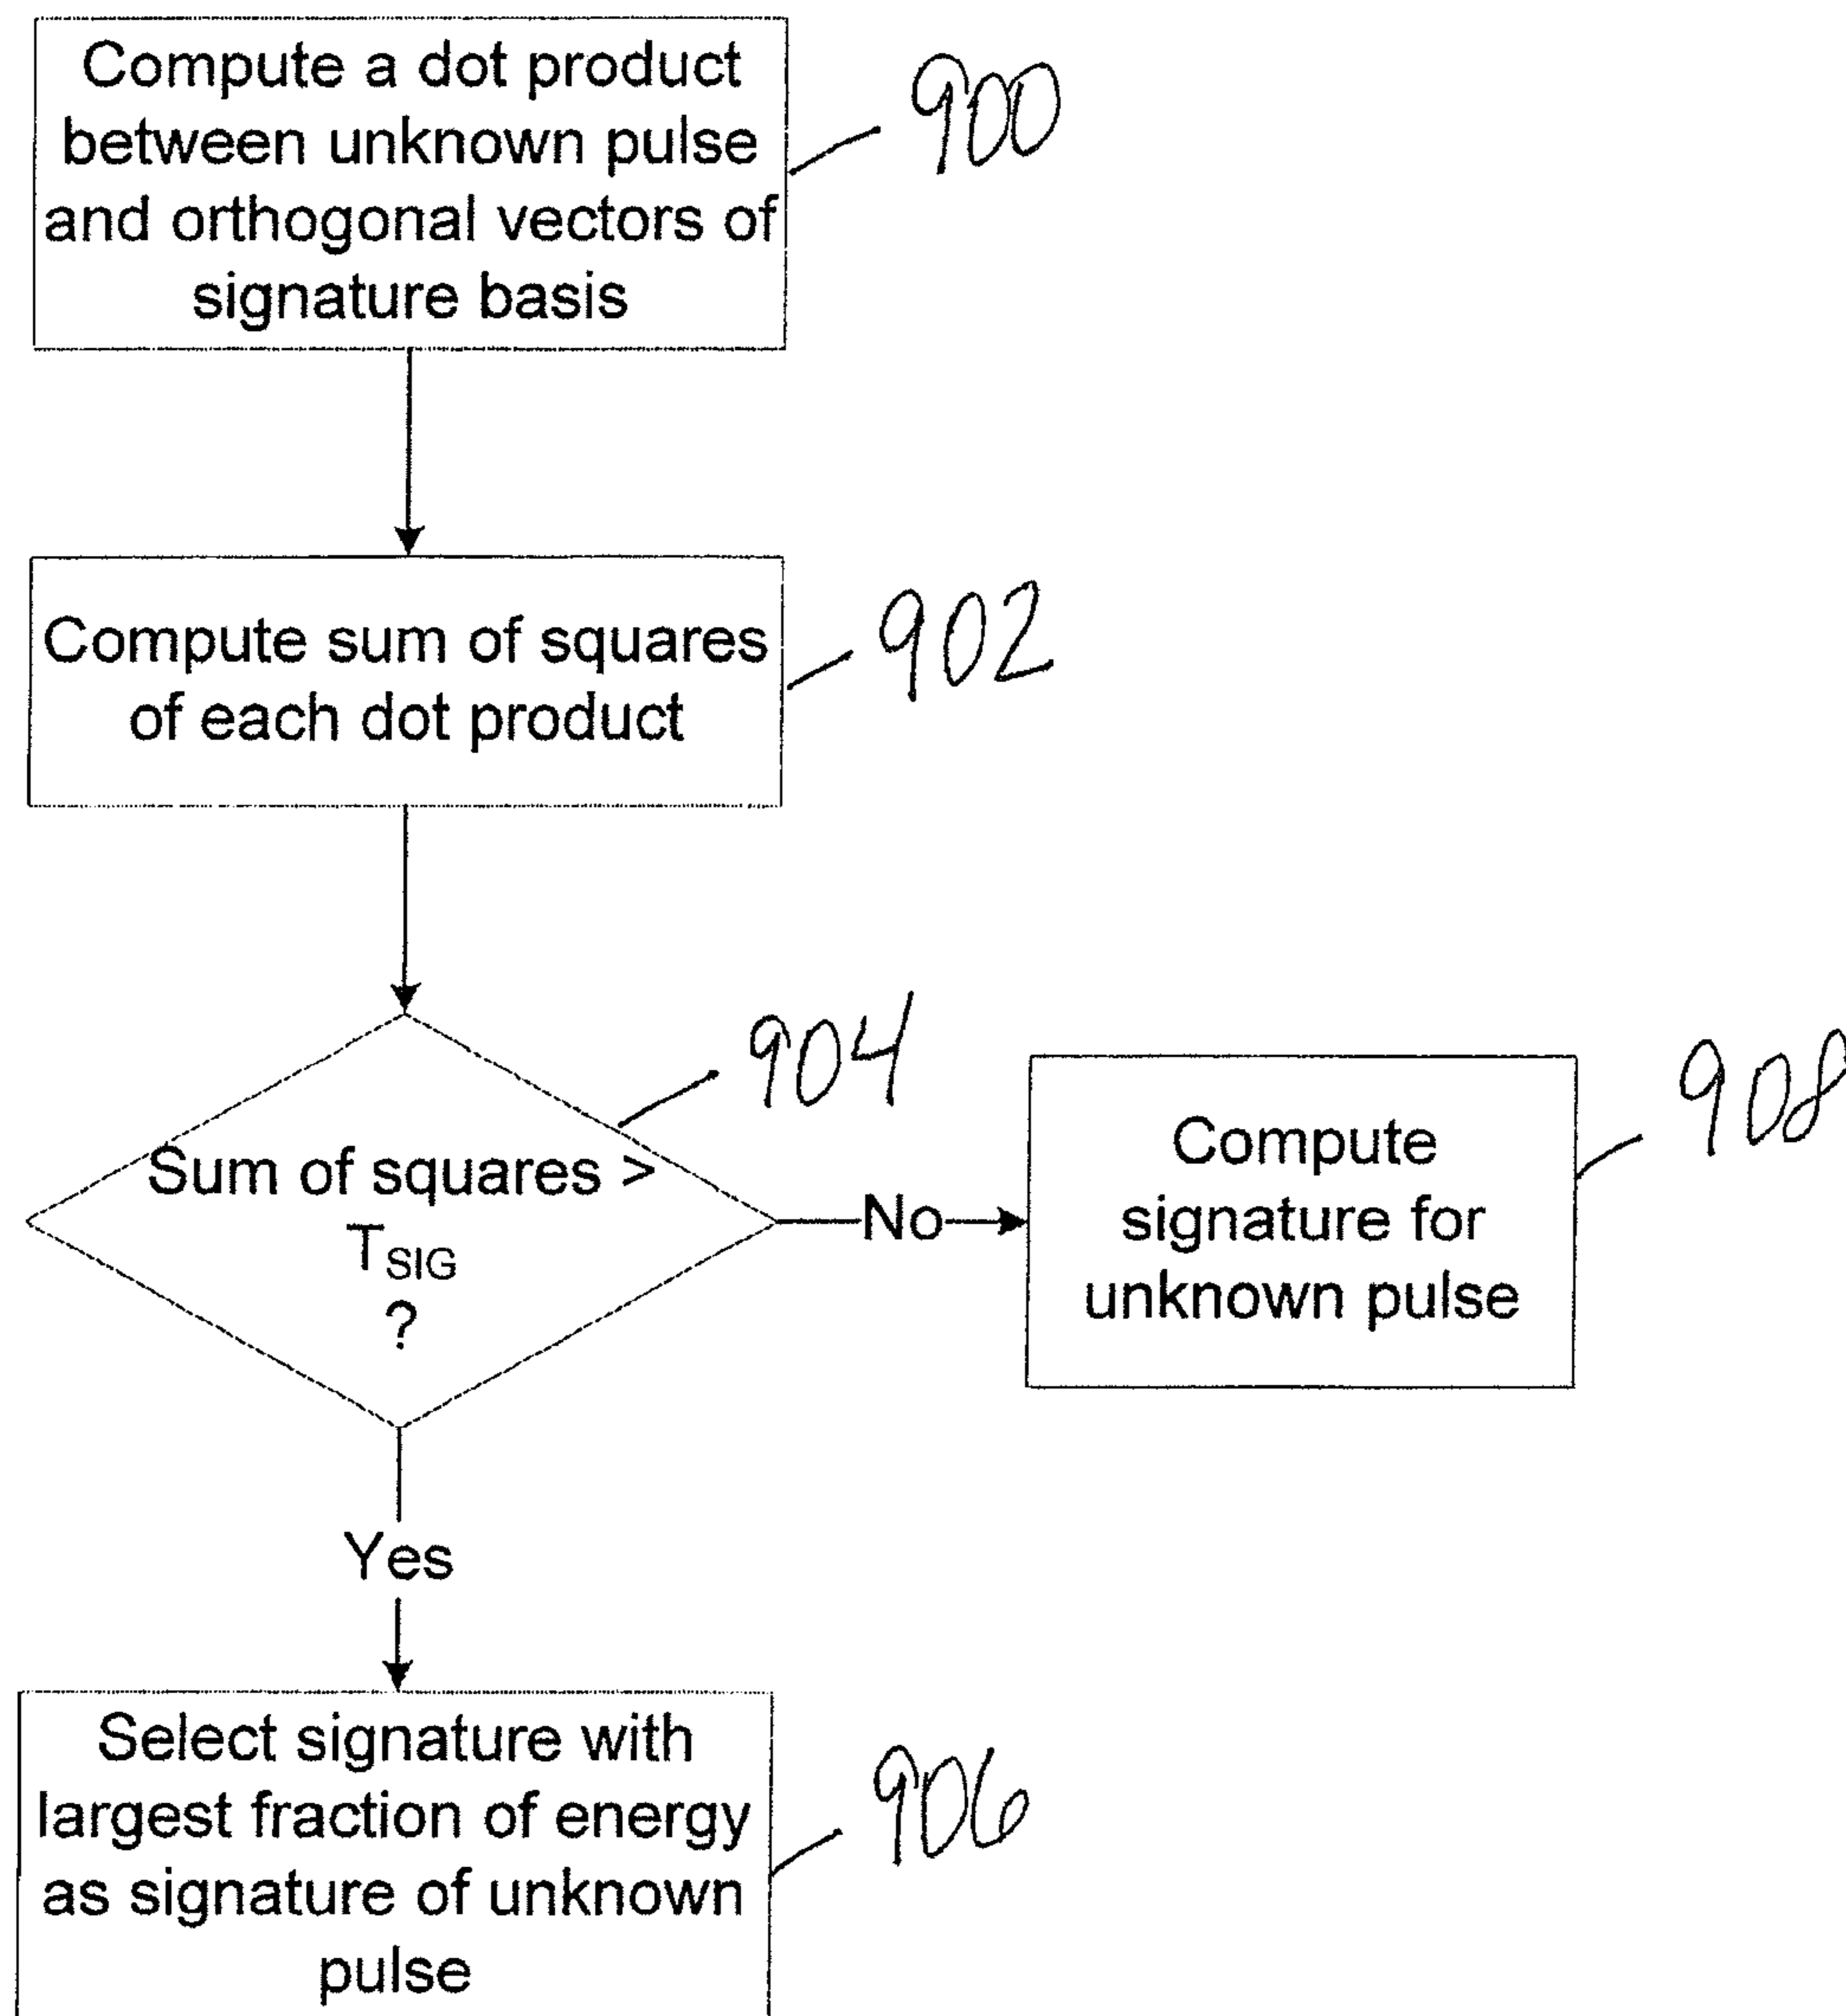 Compute a dot product
between unknown pulse
and orthogonal vectors of
signature basis
900
Compute sum of squares
of each dot product
902
904
Sum of squares >
T_SIG
?
No
Compute
signature for
unknown pulse
908
Yes
Select signature with
largest fraction of energy
as signature of unknown
pulse
906